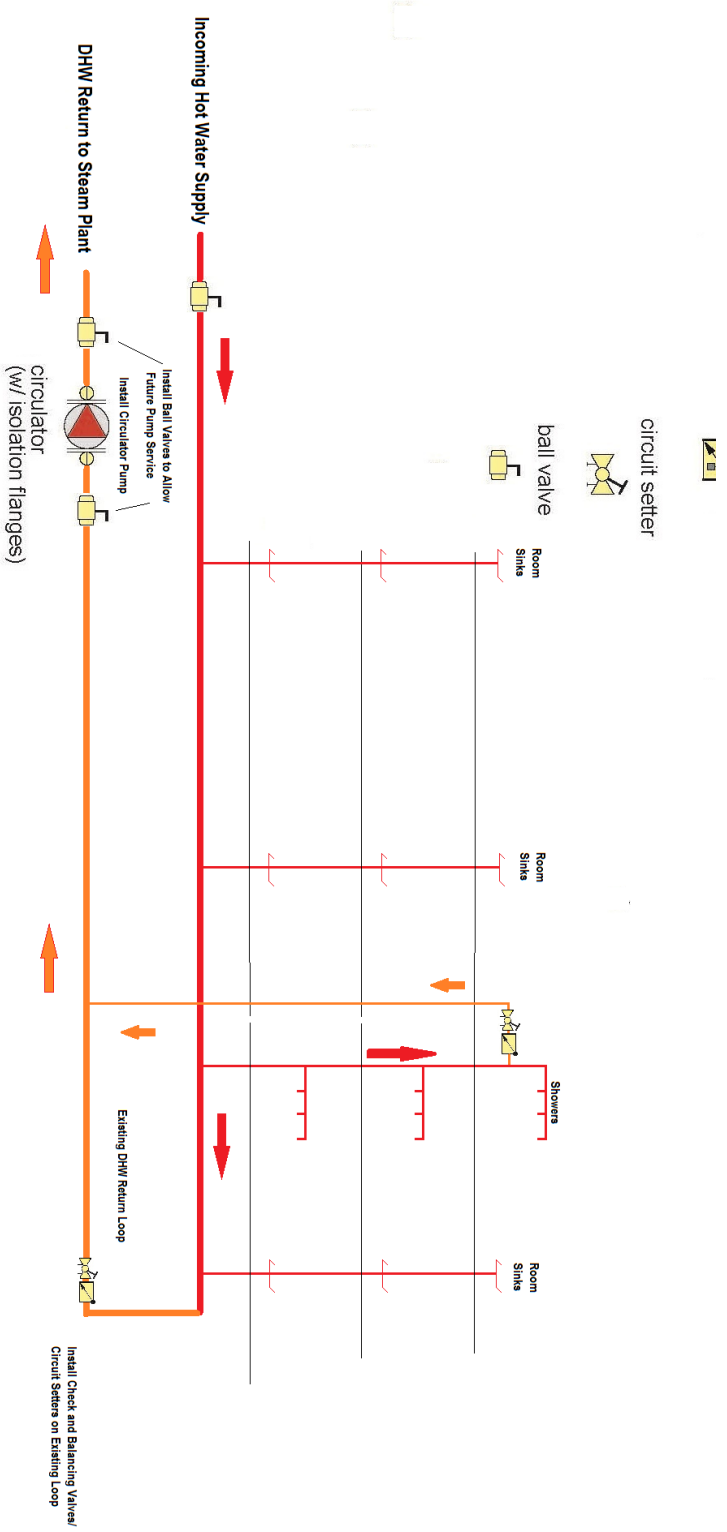 Incoming Hot Water Supply
DHW Return to Steam Plant
circuit setter
ball valve
Install Ball Valves to Allow
Future Pump Service
Install Circulator Pump
circulator
(w/ isolation flanges)
Room
Sinks
Room
Sinks
Showers
Room
Sinks
Existing DHW Return Loop
Install Check and Balancing Valves/
Circuit Setters on Existing Loop